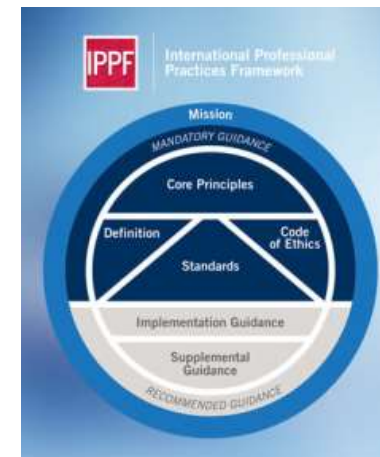 IPPF
International Professional
Practices Framework
Mission
MANDATORY GUIDANCE
Core Principles
Definition
Code
of Ethics
Standards
Implementation Guidance
Supplemental
Guidance
RECOMMENDED GUIDANCE